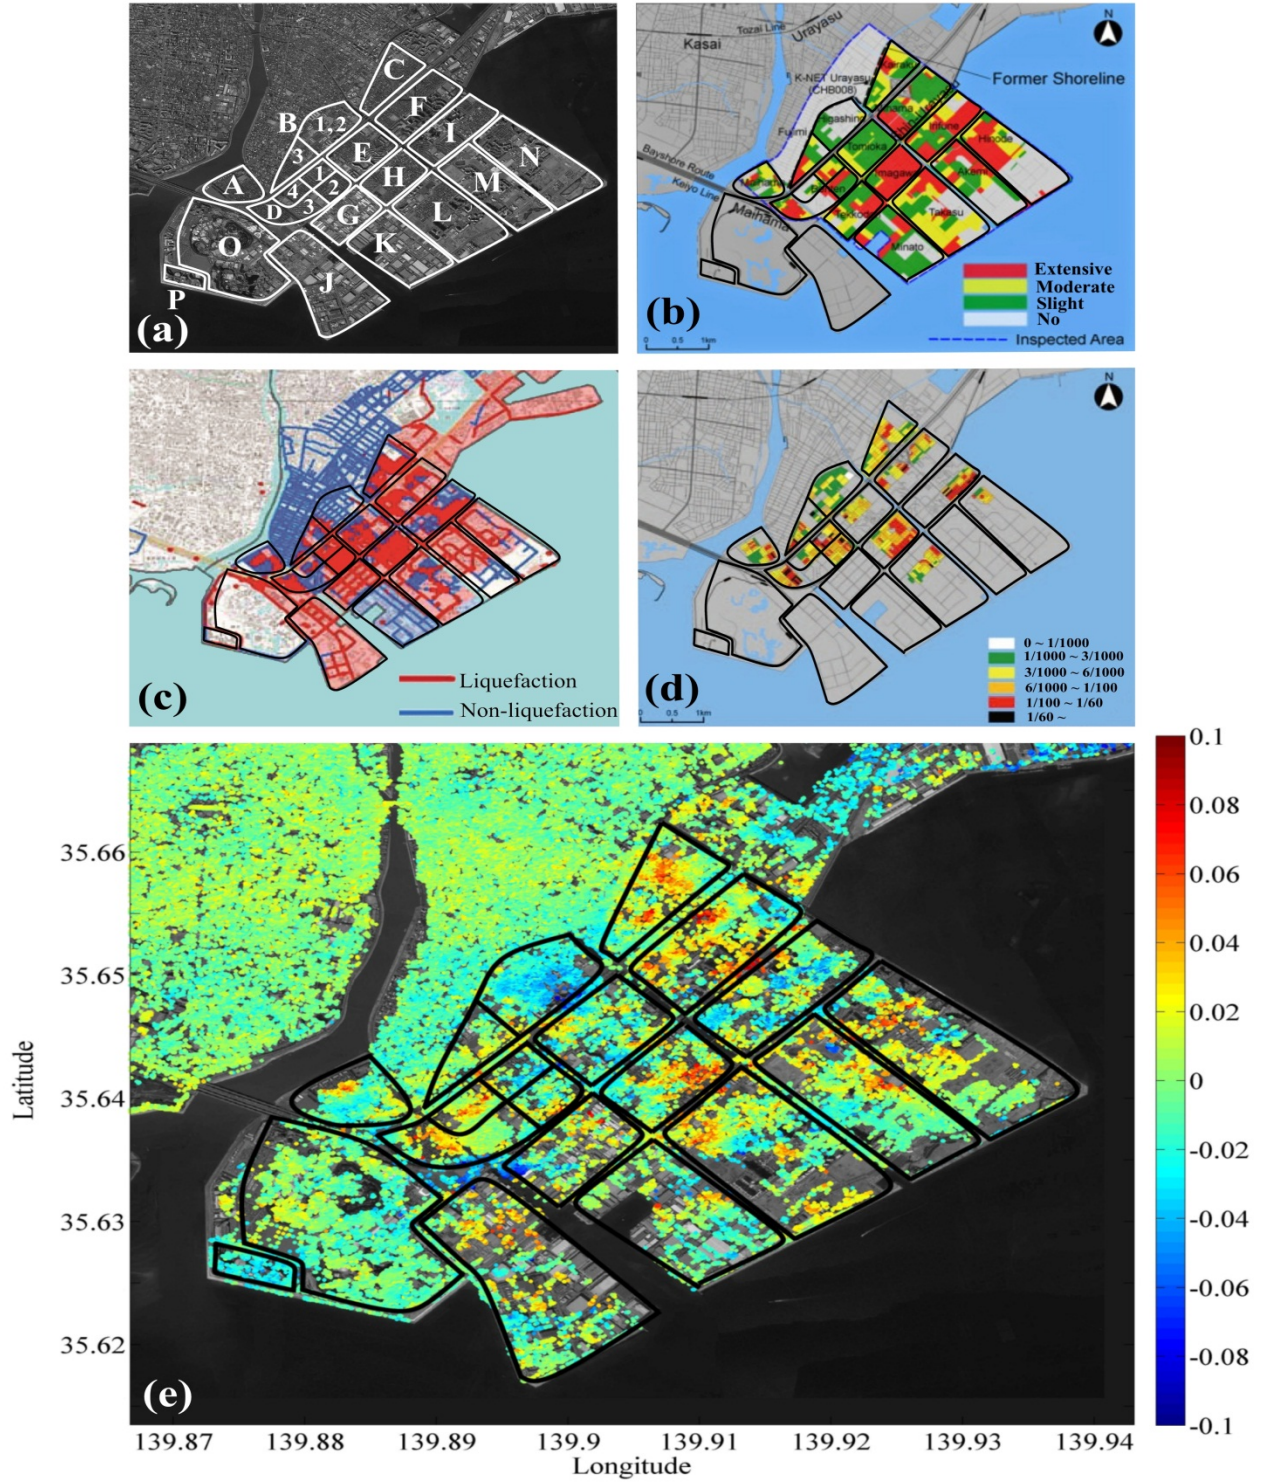 C
F
B
1, 2
I
3
E
N
1
H
M
A
4
2
D
3
G
L
O
K
J
P
(a)
Tozai Line
Urayasu
Kasai
N
K-NET Urayasu
(CHB008)
Former Shoreline
Fujimi
Tomioka
Hinode
Bayshore Route
Imagawa
Akemi
Keiyo Line
Maihama
Takasu
Minato
Extensive
Moderate
Slight
No
Inspected Area
0 0.5 1km
(b)
Liquefaction
Non-liquefaction
(c)
N
0 ~ 1/1000
1/1000 ~ 3/1000
3/1000 ~ 6/1000
6/1000 ~ 1/100
1/100 ~ 1/60
1/60 ~
0 0.5 1km
(d)
0.1
0.08
0.06
0.04
0.02
0
-0.02
-0.04
-0.06
-0.08
-0.1
35.66
35.65
35.64
35.63
35.62
Latitude
(e)
139.87 139.88 139.89 139.9 139.91 139.92 139.93 139.94
Longitude